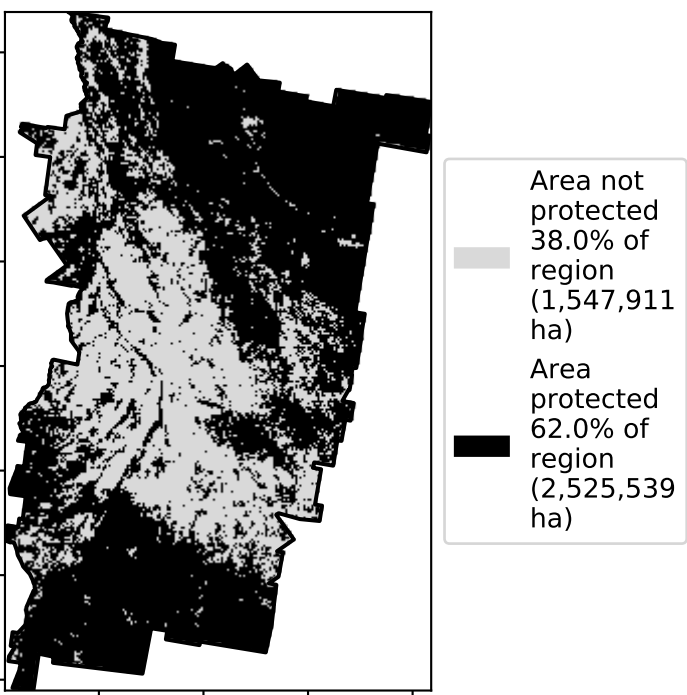 Area not
protected
38.0% of
region
(1,547,911
ha)
Area
protected
62.0% of
region
(2,525,539
ha)